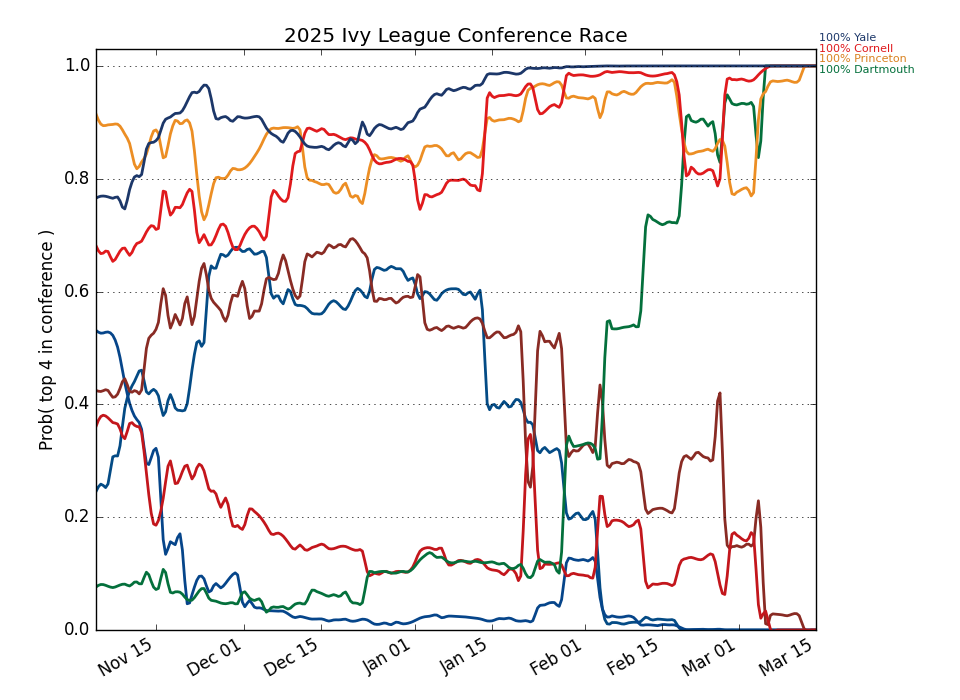 2025 Ivy League Conference Race
100% Yale
100% Cornell
100% Princeton
100% Dartmouth
Prob( top 4 in conference )
1.0
0.8
0.6
0.4
0.2
0.0
Nov 15
Dec 01
Dec 15
Jan 01
Jan 15
Feb 01
Feb 15
Mar 01
Mar 15